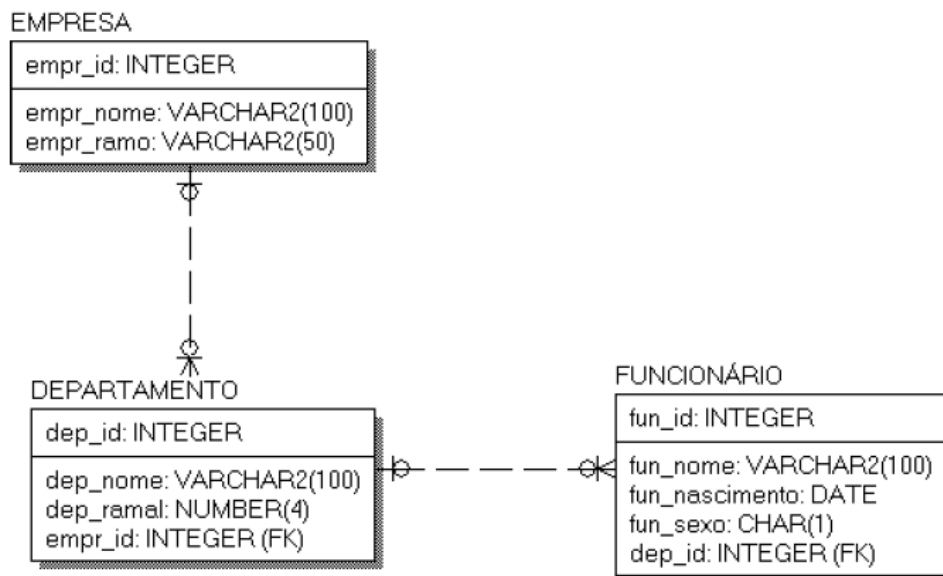 EMPRESA
empr_id: INTEGER
empr_nome: VARCHAR2(100)
empr_ramo: VARCHAR2(50)
DEPARTAMENTO
dep_id: INTEGER
dep_nome: VARCHAR2(100)
dep_ramal: NUMBER(4)
empr_id: INTEGER (FK)
FUNCIONÁRIO
fun_id: INTEGER
fun_nome: VARCHAR2(100)
fun_nascimento: DATE
fun_sexo: CHAR(1)
dep_id: INTEGER (FK)